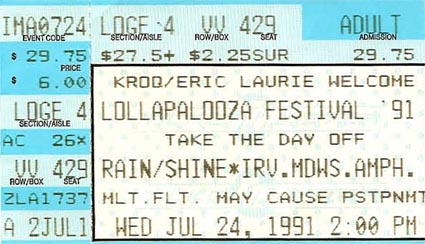 IMA0724 LOGE 4 VV 429 ADULT
EVENT CODE SECTION/AISLE ROW/BOX SEAT ADMISSION
$ 29.75 $27.5+ $2.25SUR 29.75
PRICE
$ 6.00 KROQ/ERIC LAURIE WELCOME
LOGE 4 LOLLAPALOOZA FESTIVAL '91
SECTION/AISLE
AC 26X TAKE THE DAY OFF
VV 429 RAIN/SHINE*IRV.MDWS.AMPH.
ROW/BOX SEAT
ZLA1737 MLT.FLT. MAY CAUSE PSTPNMT
A 2JUL1 WED JUL 24, 1991 2:00 PM